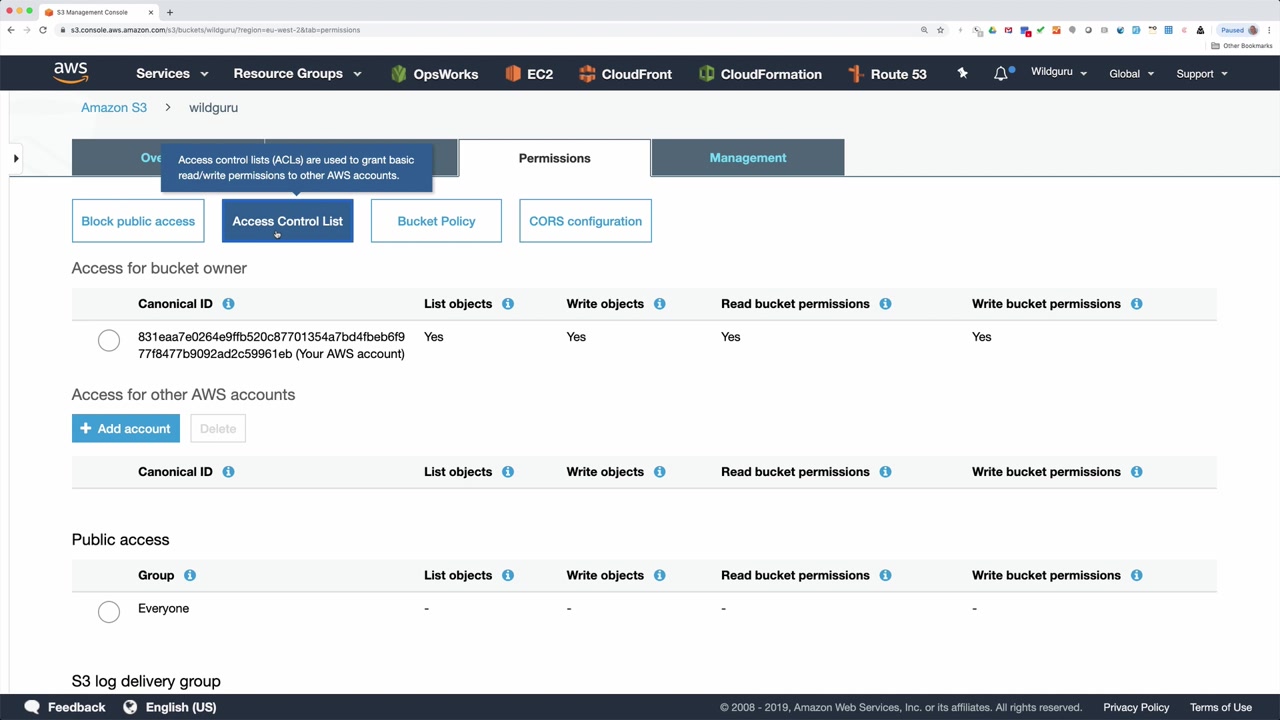 S3 Management Console
s3.console.aws.amazon.com/s3/buckets/wildguru/?region=eu-west-2&tab=permissions
Paused
Other Bookmarks
aws
Services
Resource Groups
OpsWorks
EC2
CloudFront
CloudFormation
Route 53
Wildguru
Global
Support
Amazon S3
wildguru
Ove
Access control lists (ACLs) are used to grant basic
read/write permissions to other AWS accounts.
Permissions
Management
Block public access
Access Control List
Bucket Policy
CORS configuration
Access for bucket owner
Canonical ID List objects Write objects Read bucket permissions Write bucket permissions
831eaa7e0264e9ffb520c87701354a7bd4fbeb6f9 Yes Yes Yes Yes
77f8477b9092ad2c59961eb (Your AWS account)
Access for other AWS accounts
+ Add account
Delete
Canonical ID List objects Write objects Read bucket permissions Write bucket permissions
Public access
Group List objects Write objects Read bucket permissions Write bucket permissions
Everyone - - - -
S3 log delivery group
Feedback
English (US)
© 2008 - 2019, Amazon Web Services, Inc. or its affiliates. All rights reserved.
Privacy Policy
Terms of Use